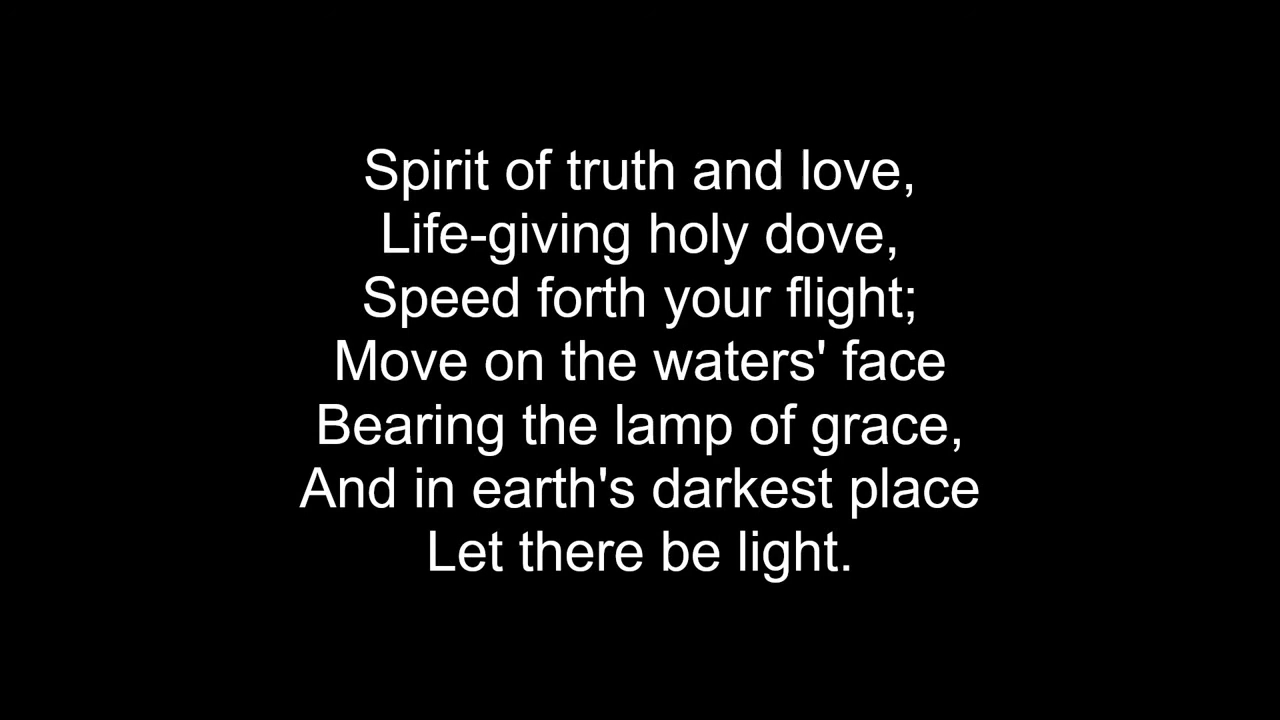 Spirit of truth and love,
Life-giving holy dove,
Speed forth your flight;
Move on the waters' face
Bearing the lamp of grace,
And in earth's darkest place
Let there be light.